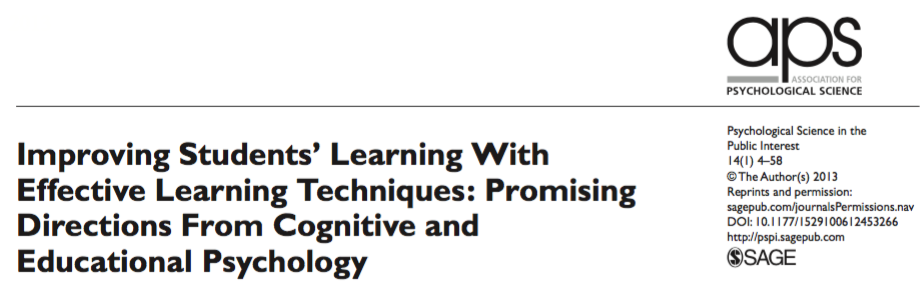 aps
ASSOCIATION FOR
PSYCHOLOGICAL SCIENCE
Improving Students’ Learning With
Effective Learning Techniques: Promising
Directions From Cognitive and
Educational Psychology
Psychological Science in the
Public Interest
14(1) 4–58
© The Author(s) 2013
Reprints and permission:
sagepub.com/journalsPermissions.nav
DOI: 10.1177/1529100612453266
http://pspi.sagepub.com
SAGE